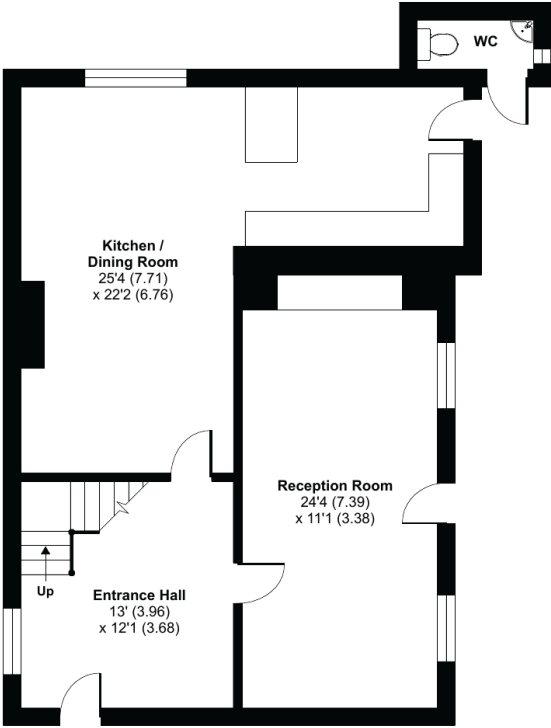 WC
Kitchen /
Dining Room
25'4 (7.71)
x 22'2 (6.76)
Reception Room
24'4 (7.39)
x 11'1 (3.38)
Up
Entrance Hall
13' (3.96)
x 12'1 (3.68)